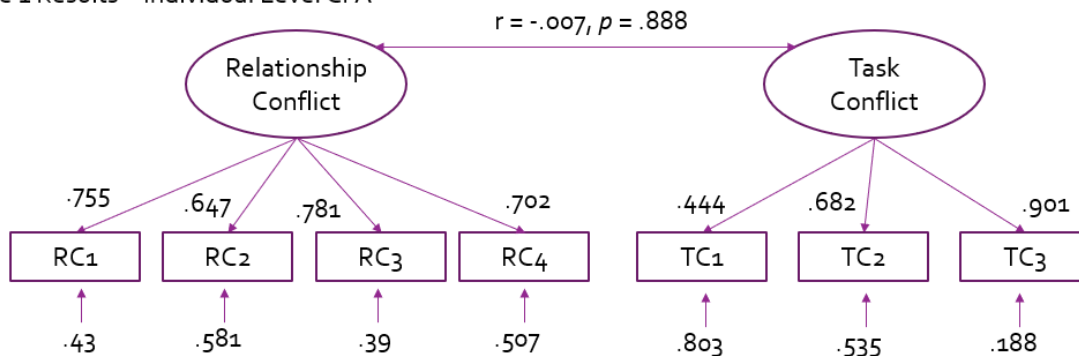 r = -.007, p = .888
Relationship
Conflict
Task
Conflict
.755
.647
.781
.702
.444
.682
.901
RC1
RC2
RC3
RC4
TC1
TC2
TC3
.43
.581
.39
.507
.803
.535
.188